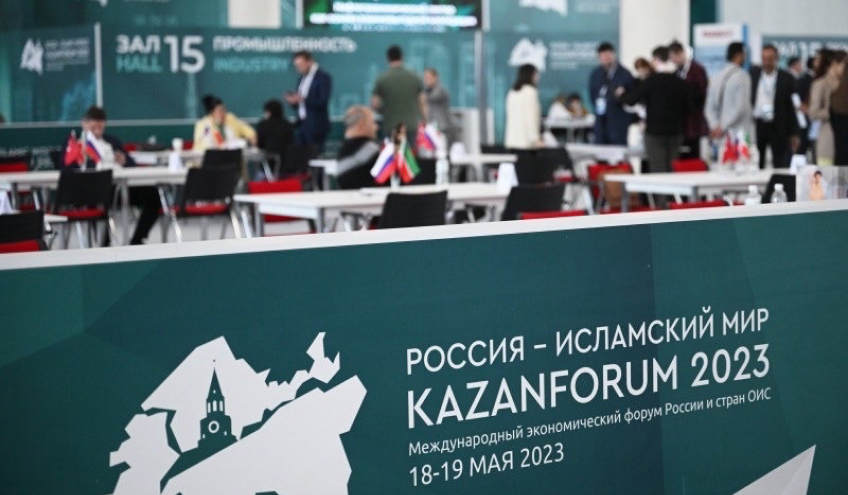 ЗАЛ 15 ПРОМЫШЛЕННОСТЬ
HALL INDUSTRY
РОССИЯ – ИСЛАМСКИЙ МИР
KAZANFORUM 2023
Международный экономический форум России и стран ОИС
18-19 МАЯ 2023